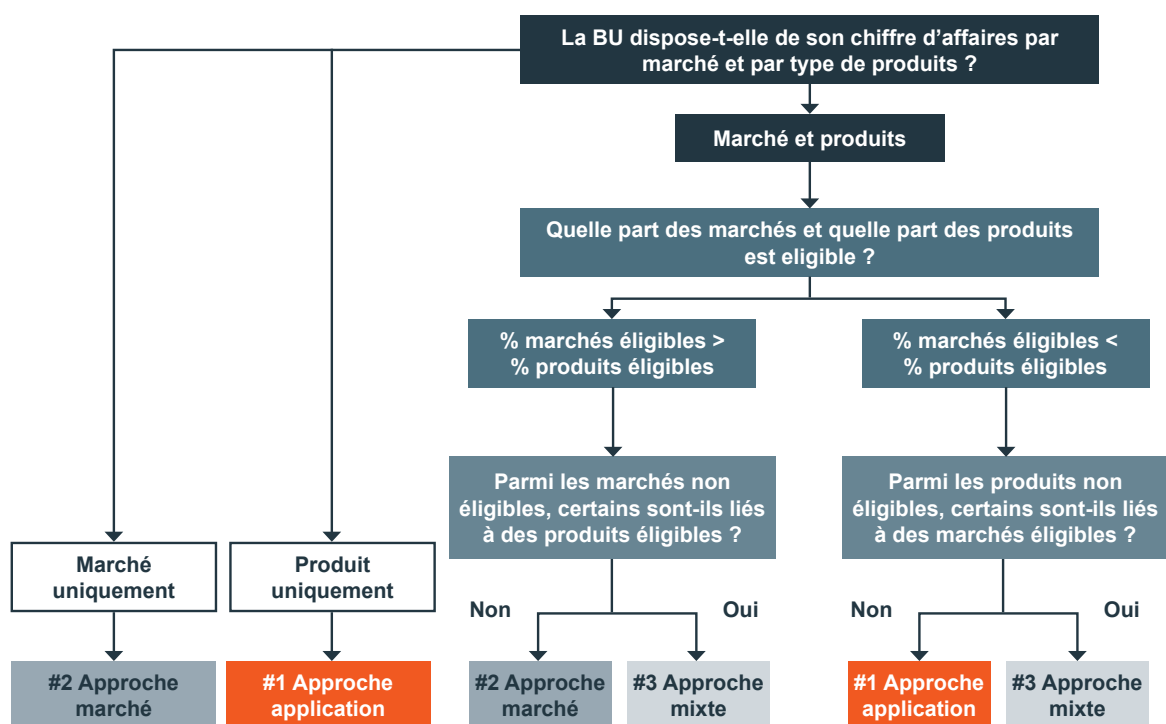 La BU dispose-t-elle de son chiffre d’affaires par
marché et par type de produits ?
Marché et produits
Quelle part des marchés et quelle part des produits
est eligible ?
% marchés éligibles >
% produits éligibles
% marchés éligibles <
% produits éligibles
Parmi les marchés non
éligibles, certains sont-ils liés
à des produits éligibles ?
Parmi les produits non
éligibles, certains sont-ils liés
à des marchés éligibles ?
Marché
uniquement
Produit
uniquement
Non
Oui
Non
Oui
#2 Approche
marché
#1 Approche
application
#2 Approche
marché
#3 Approche
mixte
#1 Approche
application
#3 Approche
mixte